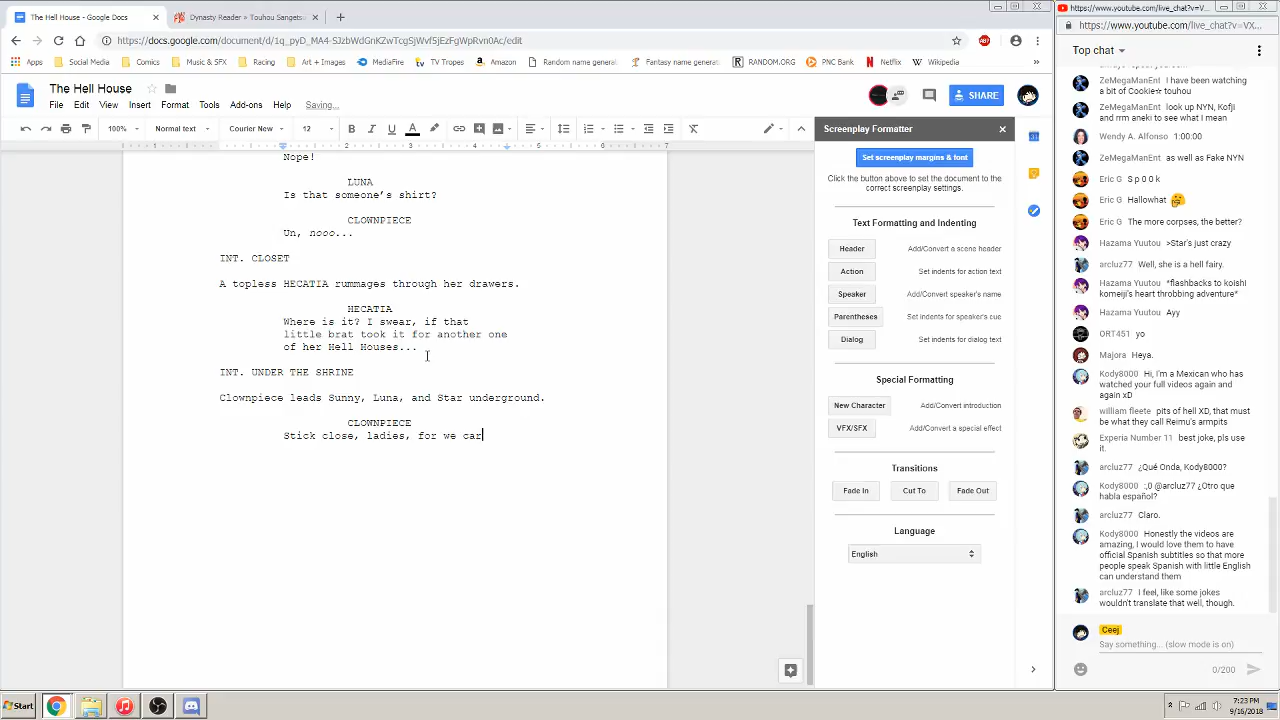 The Hell House - Google Docs
Dynasty Reader » Touhou Sangets
https://www.youtube.com/live_chat?v=V...
https://docs.google.com/document/d/1q_pyD_MA4-SJzbWdGnKZwTcgSjWvf5jEzFgWpRvn0Ac/edit
https://www.youtube.com/live_chat?v=VX...
Apps
Social Media
Comics
Music & SFX
Racing
Art + Images
MediaFire
TV Tropes
Amazon
Random name general
Fantasy name general
RANDOM.ORG
PNC Bank
Netflix
Wikipedia
Top chat
The Hell House
File Edit View Insert Format Tools Add-ons Help Saving...
SHARE
100% Normal text Courier New 12
Screenplay Formatter
Set screenplay margins & font
Click the button above to set the document to the
correct screenplay settings.
Text Formatting and Indenting
Header Add/Convert a scene header
Action Set indents for action text
Speaker Add/Convert speaker's name
Parentheses Set indents for speaker's cue
Dialog Set indents for dialog text
Special Formatting
New Character Add/Convert introduction
VFX/SFX Add/Convert a special effect
Transitions
Fade In Cut To Fade Out
Language
English
Nope!
LUNA
Is that someone's shirt?
CLOWNPIECE
Un, nooo...
INT. CLOSET
A topless HECATIA rummages through her drawers.
HECATIA
Where is it? I swear, if that
little brat took it for another one
of her Hell Houses...
INT. UNDER THE SHRINE
Clownpiece leads Sunny, Luna, and Star underground.
CLOWNPIECE
Stick close, ladies, for we car
ZeMegaManEnt I have been watching
a bit of Cookie☆ touhou
ZeMegaManEnt look up NYN, Kofji
and rrm aneki to see what I mean
Wendy A. Alfonso 1:00:00
ZeMegaManEnt as well as Fake NYN
Eric G S p 0 0 k
Eric G Hallowhat 🤔
Eric G The more corpses, the better?
Hazama Yuutou >Star's just crazy
arcluz77 Well, she is a hell fairy.
Hazama Yuutou *flashbacks to koishi
komeiji's heart throbbing adventure*
Hazama Yuutou Ayy
ORT451 yo
Majora Heya.
Kody8000 Hi, I'm a Mexican who has
watched your full videos again and
again xD
william fleete pits of hell XD, that must
be what they call Reimu's armpits
Experia Number 11 best joke, pls use
it.
arcluz77 ¿Qué Onda, Kody8000?
Kody8000 :,0 @arcluz77 ¿Otro que
habla español?
arcluz77 Claro.
Kody8000 Honestly the videos are
amazing, I would love them to have
official Spanish subtitles so that more
people speak Spanish with little English
can understand them
arcluz77 I feel, like some jokes
wouldn't translate that well, though.
Ceej
Say something... (slow mode is on)
0/200
Start
7:23 PM
9/16/2018